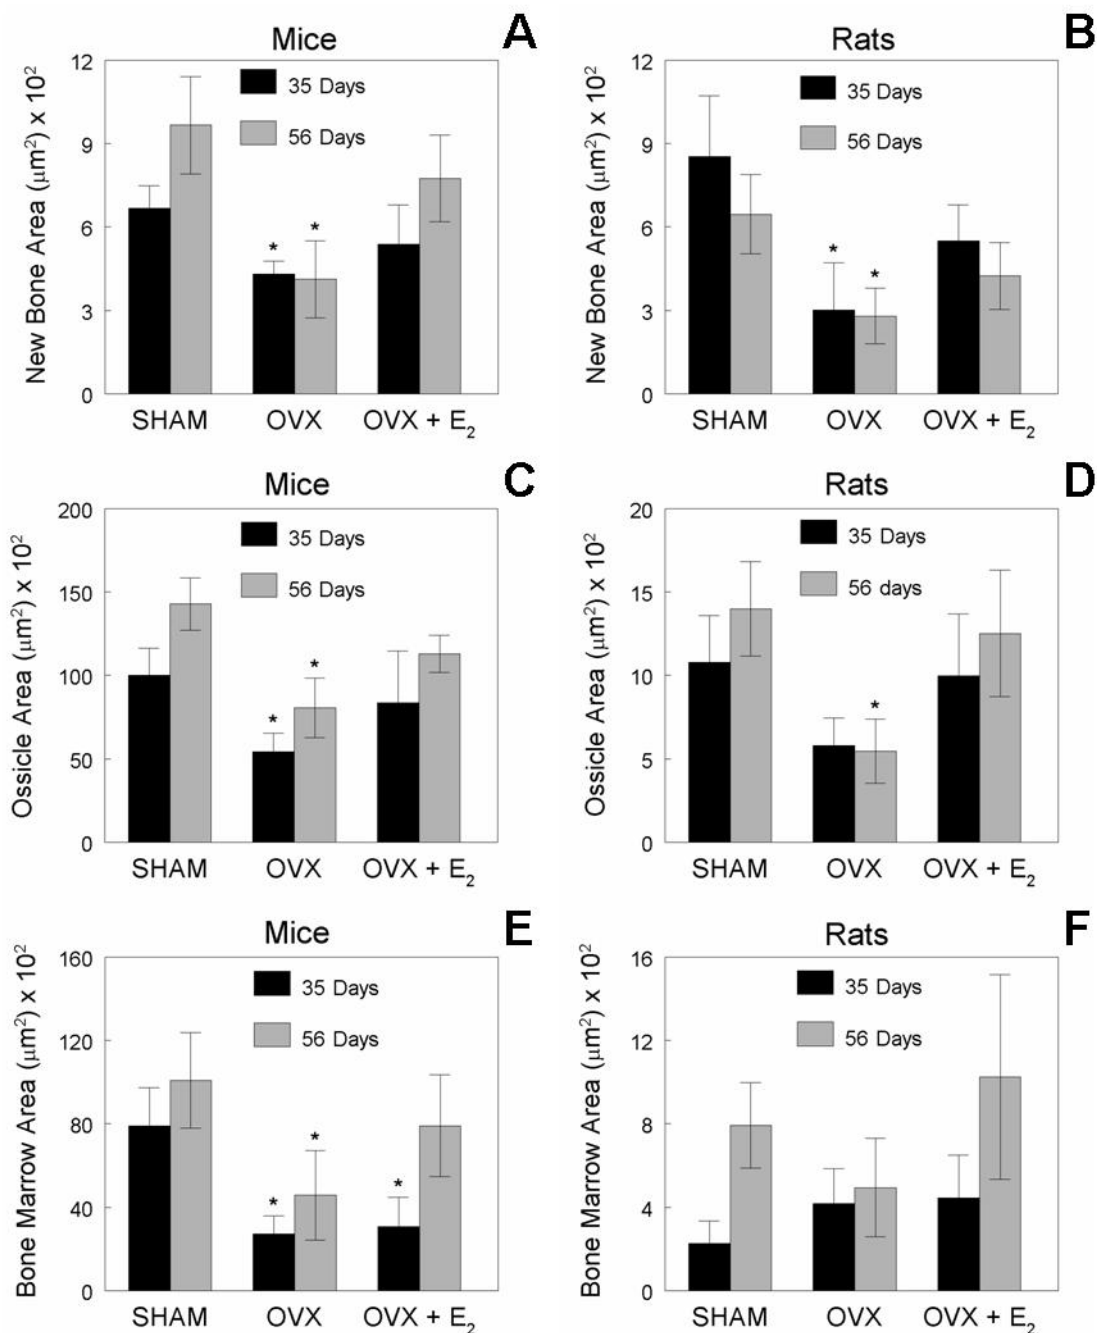 Mice
A
New Bone Area (μm²) x 10²
12
9
6
3
0
35 Days
56 Days
*
*
SHAM
OVX
OVX + E₂
Rats
B
New Bone Area (μm²) x 10²
12
9
6
3
0
35 Days
56 Days
*
*
SHAM
OVX
OVX + E₂
Mice
C
Ossicle Area (μm²) x 10²
200
150
100
50
0
35 Days
56 Days
*
*
SHAM
OVX
OVX + E₂
Rats
D
Ossicle Area (μm²) x 10²
20
15
10
5
0
35 Days
56 days
*
SHAM
OVX
OVX + E₂
Mice
E
Bone Marrow Area (μm²) x 10²
160
120
80
40
0
35 Days
56 Days
*
*
*
SHAM
OVX
OVX + E₂
Rats
F
Bone Marrow Area (μm²) x 10²
16
12
8
4
0
35 Days
56 Days
SHAM
OVX
OVX + E₂